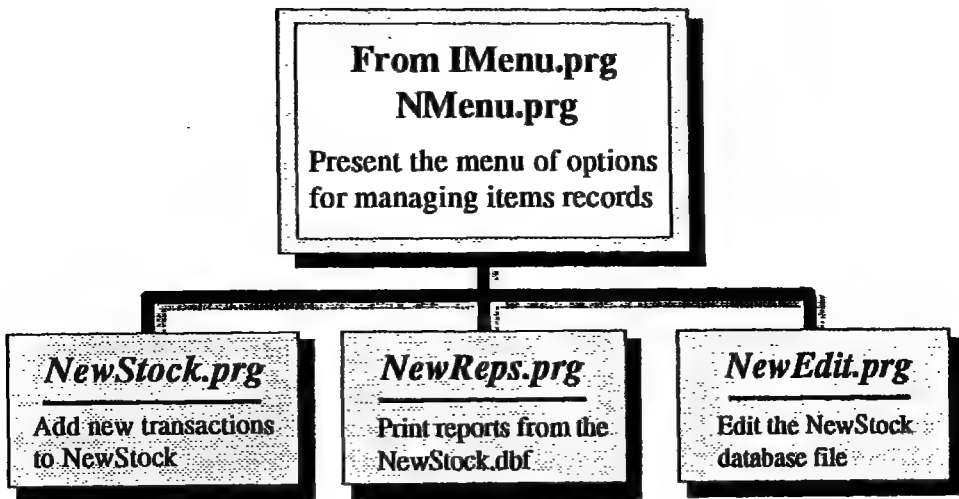 From IMenu.prg
NMenu.prg
Present the menu of options
for managing items records
NewStock.prg
Add new transactions
to NewStock
NewReps.prg
Print reports from the
NewStock.dbf
NewEdit.prg
Edit the NewStock
database file